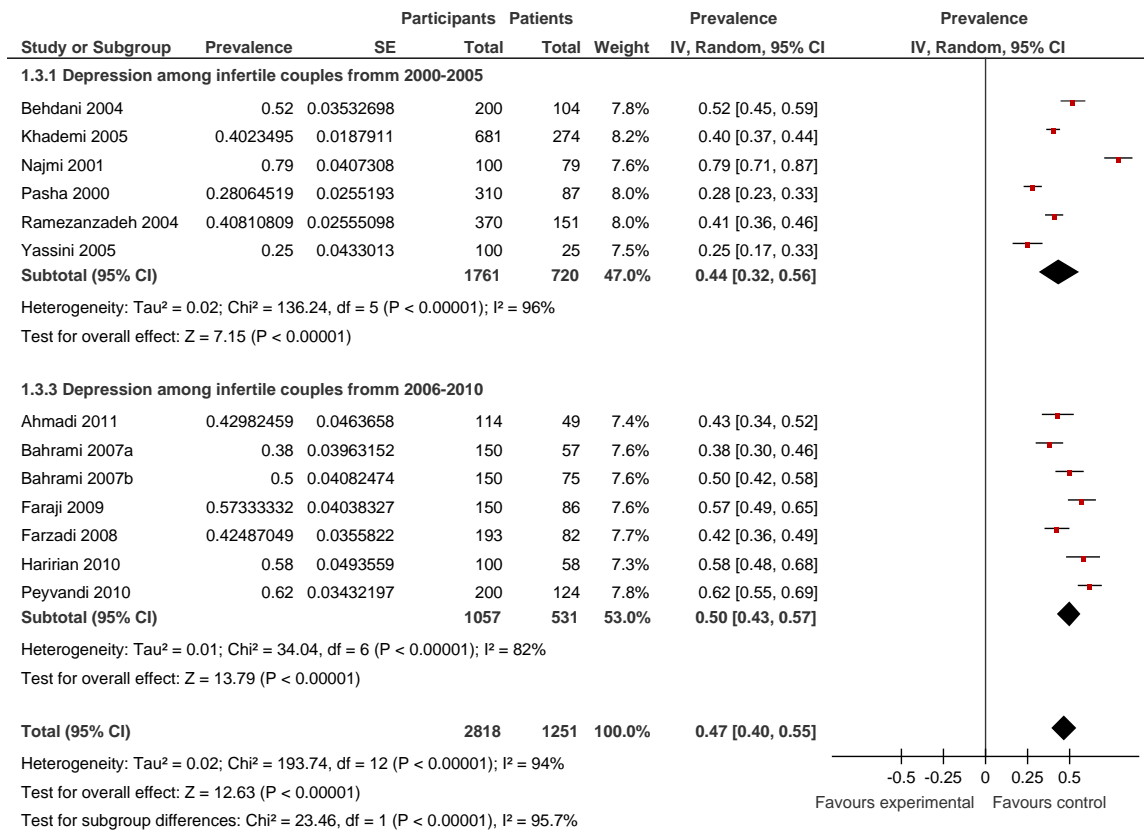 Participants Patients Prevalence Prevalence
Study or Subgroup Prevalence SE Total Total Weight IV, Random, 95% CI IV, Random, 95% CI
1.3.1 Depression among infertile couples fromm 2000-2005
Behdani 2004 0.52 0.03532698 200 104 7.8% 0.52 [0.45, 0.59]
Khademi 2005 0.4023495 0.0187911 681 274 8.2% 0.40 [0.37, 0.44]
Najmi 2001 0.79 0.0407308 100 79 7.6% 0.79 [0.71, 0.87]
Pasha 2000 0.28064519 0.0255193 310 87 8.0% 0.28 [0.23, 0.33]
Ramezanzadeh 2004 0.40810809 0.02555098 370 151 8.0% 0.41 [0.36, 0.46]
Yassini 2005 0.25 0.0433013 100 25 7.5% 0.25 [0.17, 0.33]
Subtotal (95% CI) 1761 720 47.0% 0.44 [0.32, 0.56]
Heterogeneity: Tau² = 0.02; Chi² = 136.24, df = 5 (P < 0.00001); I² = 96%
Test for overall effect: Z = 7.15 (P < 0.00001)
1.3.3 Depression among infertile couples fromm 2006-2010
Ahmadi 2011 0.42982459 0.0463658 114 49 7.4% 0.43 [0.34, 0.52]
Bahrami 2007a 0.38 0.03963152 150 57 7.6% 0.38 [0.30, 0.46]
Bahrami 2007b 0.5 0.04082474 150 75 7.6% 0.50 [0.42, 0.58]
Faraji 2009 0.57333332 0.04038327 150 86 7.6% 0.57 [0.49, 0.65]
Farzadi 2008 0.42487049 0.0355822 193 82 7.7% 0.42 [0.36, 0.49]
Haririan 2010 0.58 0.0493559 100 58 7.3% 0.58 [0.48, 0.68]
Peyvandi 2010 0.62 0.03432197 200 124 7.8% 0.62 [0.55, 0.69]
Subtotal (95% CI) 1057 531 53.0% 0.50 [0.43, 0.57]
Heterogeneity: Tau² = 0.01; Chi² = 34.04, df = 6 (P < 0.00001); I² = 82%
Test for overall effect: Z = 13.79 (P < 0.00001)
Total (95% CI) 2818 1251 100.0% 0.47 [0.40, 0.55]
Heterogeneity: Tau² = 0.02; Chi² = 193.74, df = 12 (P < 0.00001); I² = 94%
Test for overall effect: Z = 12.63 (P < 0.00001)
Test for subgroup differences: Chi² = 23.46, df = 1 (P < 0.00001), I² = 95.7%
-0.5 -0.25 0 0.25 0.5
Favours experimental Favours control